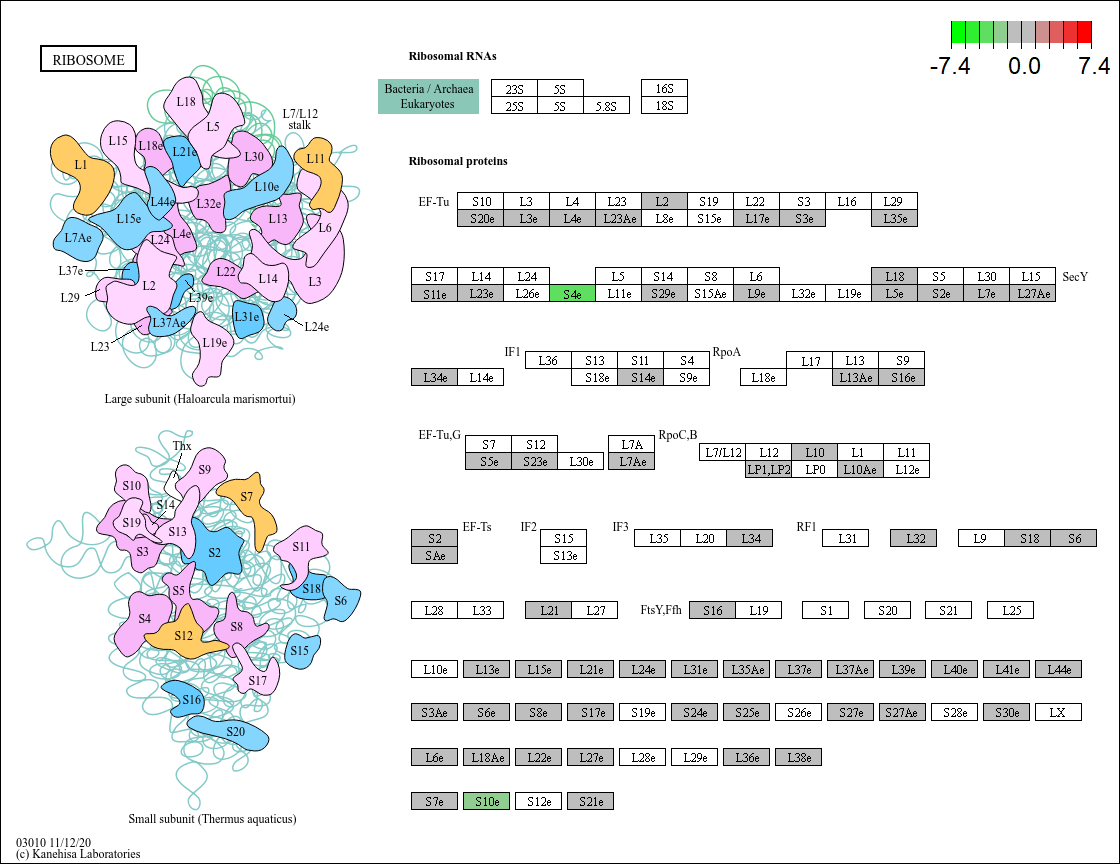 RIBOSOME
-7.4 0.0 7.4
Ribosomal RNAs
Bacteria / Archaea 23S 5S 16S
Eukaryotes 25S 5S 5.8S 18S
Ribosomal proteins
EF-Tu S10 L3 L4 L23 L2 S19 L22 S3 L16 L29
S20e L3e L4e L23Ae L8e S15e L17e S3e L35e
S17 L14 L24 L5 S14 S8 L6 L18 S5 L30 L15 SecY
S11e L23e L26e S4e L11e S29e S15Ae L9e L32e L19e L5e S2e L7e L27Ae
IF1 L36 S13 S11 S4 RpoA L17 L13 S9
L34e L14e S18e S14e S9e L18e L13Ae S16e
EF-Tu,G S7 S12 L7A RpoC,B L7/L12 L12 L10 L1 L11
S5e S23e L30e L7Ae LP1,LP2 LP0 L10Ae L12e
S2 EF-Ts IF2 S15 IF3 L35 L20 L34 RF1 L31 L32 L9 S18 S6
SAe S13e
L28 L33 L21 L27 FtsY,Ffh S16 L19 S1 S20 S21 L25
L10e L13e L15e L21e L24e L31e L35Ae L37e L37Ae L39e L40e L41e L44e
S3Ae S6e S8e S17e S19e S24e S25e S26e S27e S27Ae S28e S30e LX
L6e L18Ae L22e L27e L28e L29e L36e L38e
S7e S10e S12e S21e
L18
L5
L7/L12
stalk
L15
L18e
L21e
L30
L11
L1
L10e
L44e
L32e
L15e
L13
L6
L7Ae
L24
L4e
L37e
L22
L14
L3
L2
L29
L39e
L37Ae
L31e
L24e
L23
L19e
Large subunit (Haloarcula marismortui)
Thx
S9
S10
S7
S14
S19
S13
S3
S2
S11
S5
S18
S6
S4
S12
S8
S15
S17
S16
S20
Small subunit (Thermus aquaticus)
03010 11/12/20
(c) Kanehisa Laboratories